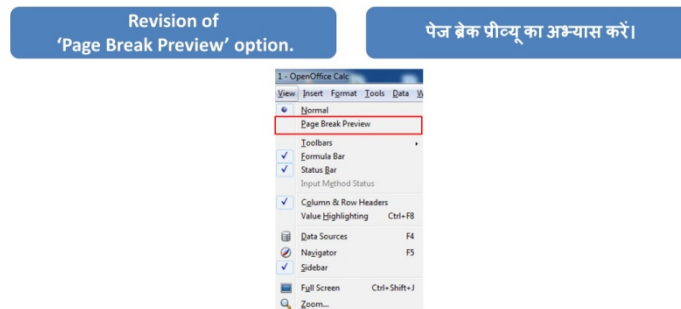 Revision of
‘Page Break Preview’ option.
पेज ब्रेक प्रीव्यू का अभ्यास करें।
1 - OpenOffice Calc
View Insert Format Tools Data
Normal
Page Break Preview
Toolbars
Formula Bar
Status Bar
Input Method Status
Column & Row Headers
Value Highlighting Ctrl+F8
Data Sources F4
Navigator F5
Sidebar
Full Screen Ctrl+Shift+J
Zoom...